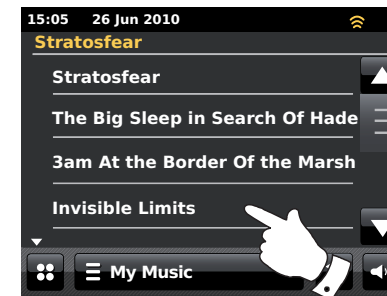 15:05 26 Jun 2010
Stratosfear
Stratosfear
The Big Sleep in Search Of Hade
3am At the Border Of the Marsh
Invisible Limits
My Music